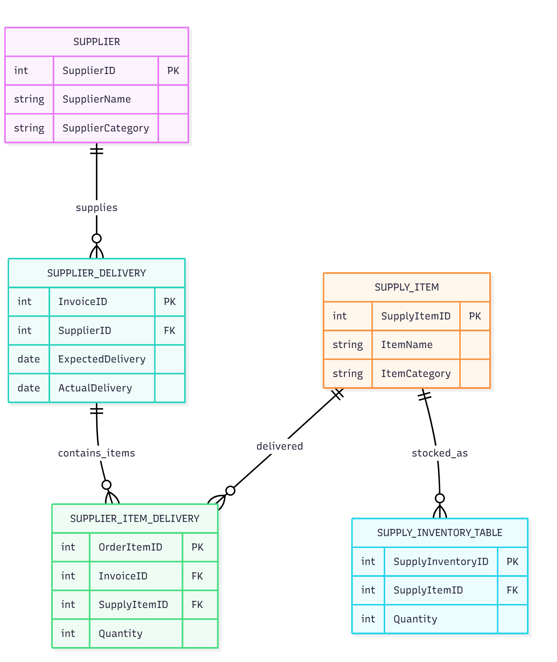 SUPPLIER
int SupplierID PK
string SupplierName
string SupplierCategory
supplies
SUPPLIER_DELIVERY
int InvoiceID PK
int SupplierID FK
date ExpectedDelivery
date ActualDelivery
SUPPLY_ITEM
int SupplyItemID PK
string ItemName
string ItemCategory
contains_items
delivered
stocked_as
SUPPLIER_ITEM_DELIVERY
int OrderItemID PK
int InvoiceID FK
int SupplyItemID FK
int Quantity
SUPPLY_INVENTORY_TABLE
int SupplyInventoryID PK
int SupplyItemID FK
int Quantity